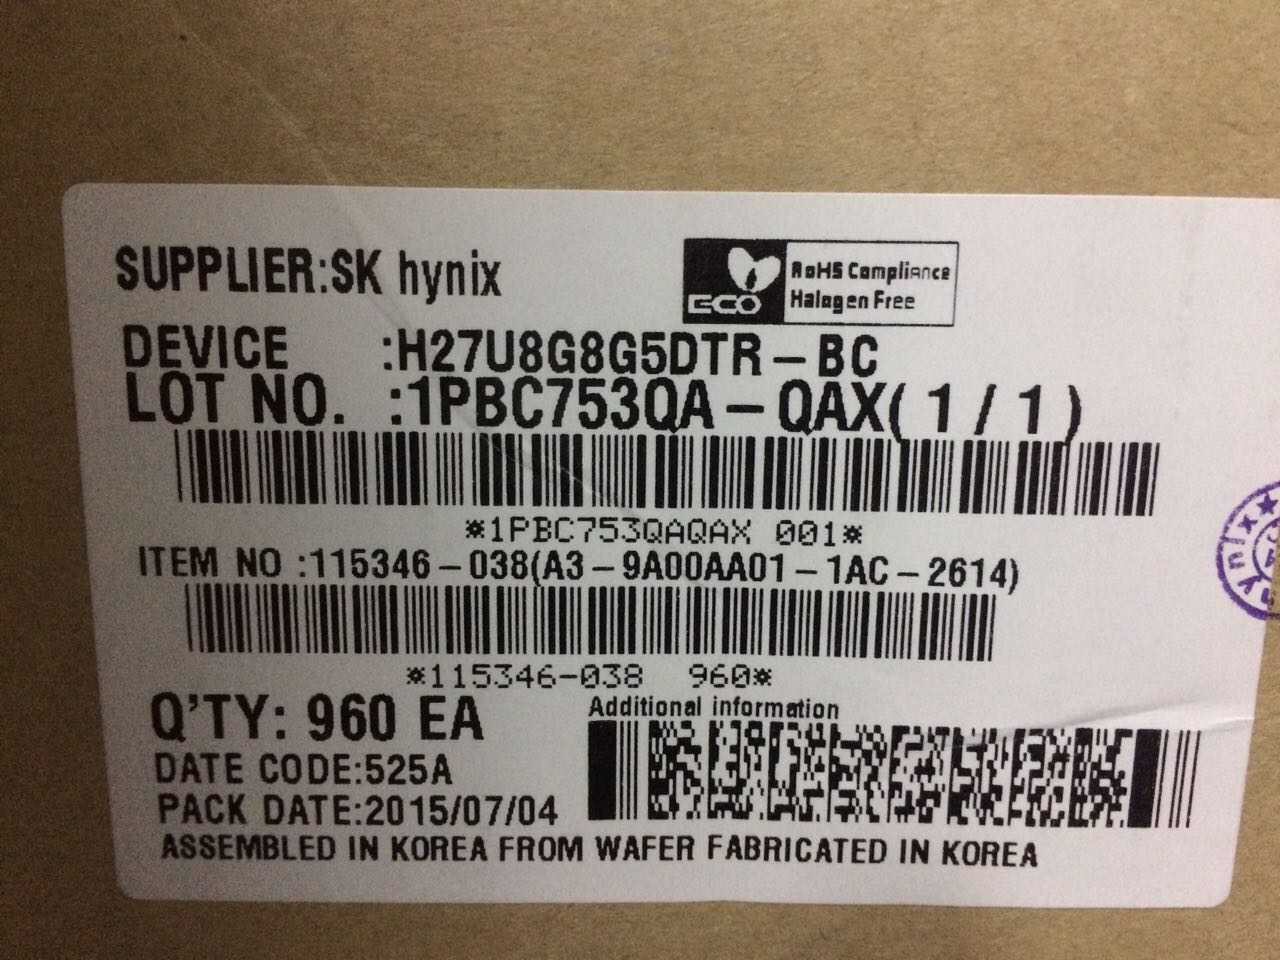 SUPPLIER:SK hynix
ECO
RoHS Compliance
Halogen Free
DEVICE :H27U8G8G5DTR-BC
LOT NO. :1PBC753QA-QAX(1/1)
*1PBC753QAQAX 001*
ITEM NO :115346-038(A3-9A00AA01-1AC-2614)
*115346-038 960*
Q'TY: 960 EA
Additional information
DATE CODE:525A
PACK DATE:2015/07/04
ASSEMBLED IN KOREA FROM WAFER FABRICATED IN KOREA